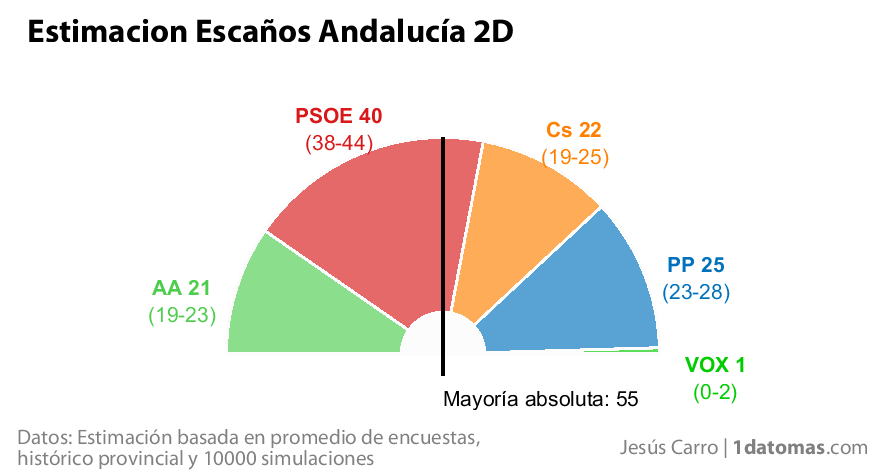 Estimacion Escaños Andalucía 2D
PSOE 40
(38-44)
Cs 22
(19-25)
AA 21
(19-23)
PP 25
(23-28)
VOX 1
(0-2)
Mayoría absoluta: 55
Datos: Estimación basada en promedio de encuestas,
histórico provincial y 10000 simulaciones
Jesús Carro | 1datomas.com